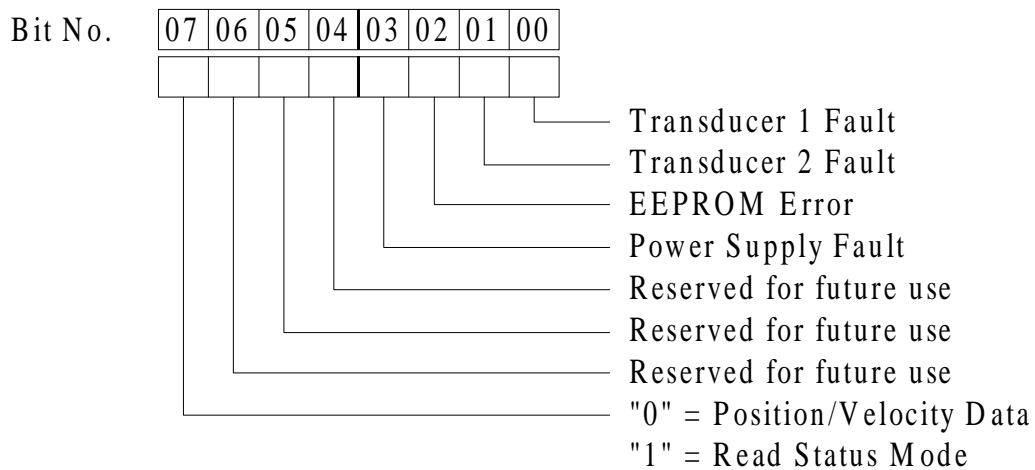 Bit No. 07 06 05 04 03 02 01 00
Transducer 1 Fault
Transducer 2 Fault
EEPROM Error
Power Supply Fault
Reserved for future use
Reserved for future use
Reserved for future use
"0" = Position/Velocity Data
"1" = Read Status Mode